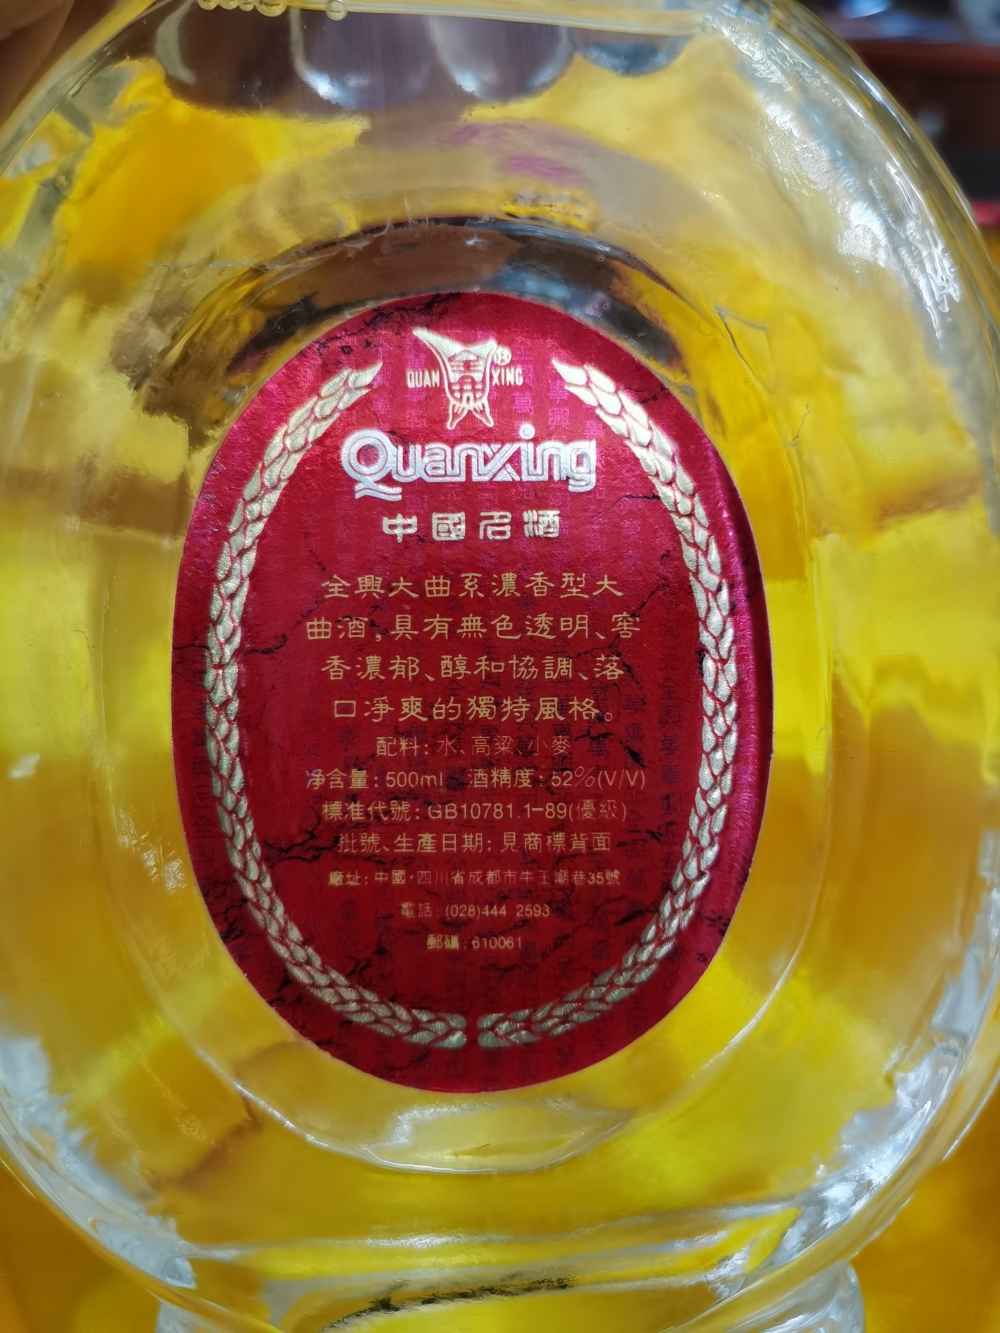 全興
®
QUAN XING
Quanxing
中國名酒
全興大曲系濃香型大
曲酒。具有無色透明、窖
香濃郁、醇和協調、落
口淨爽的獨特風格。
配料：水、高粱、小麥
净含量：500ml 酒精度：52%(V/V)
標准代號：GB10781.1-89(優級)
批號、生產日期：見商標背面
廠址：中國·四川省成都市牛王廟巷35號
電話：(028)444 2593
郵編：610061